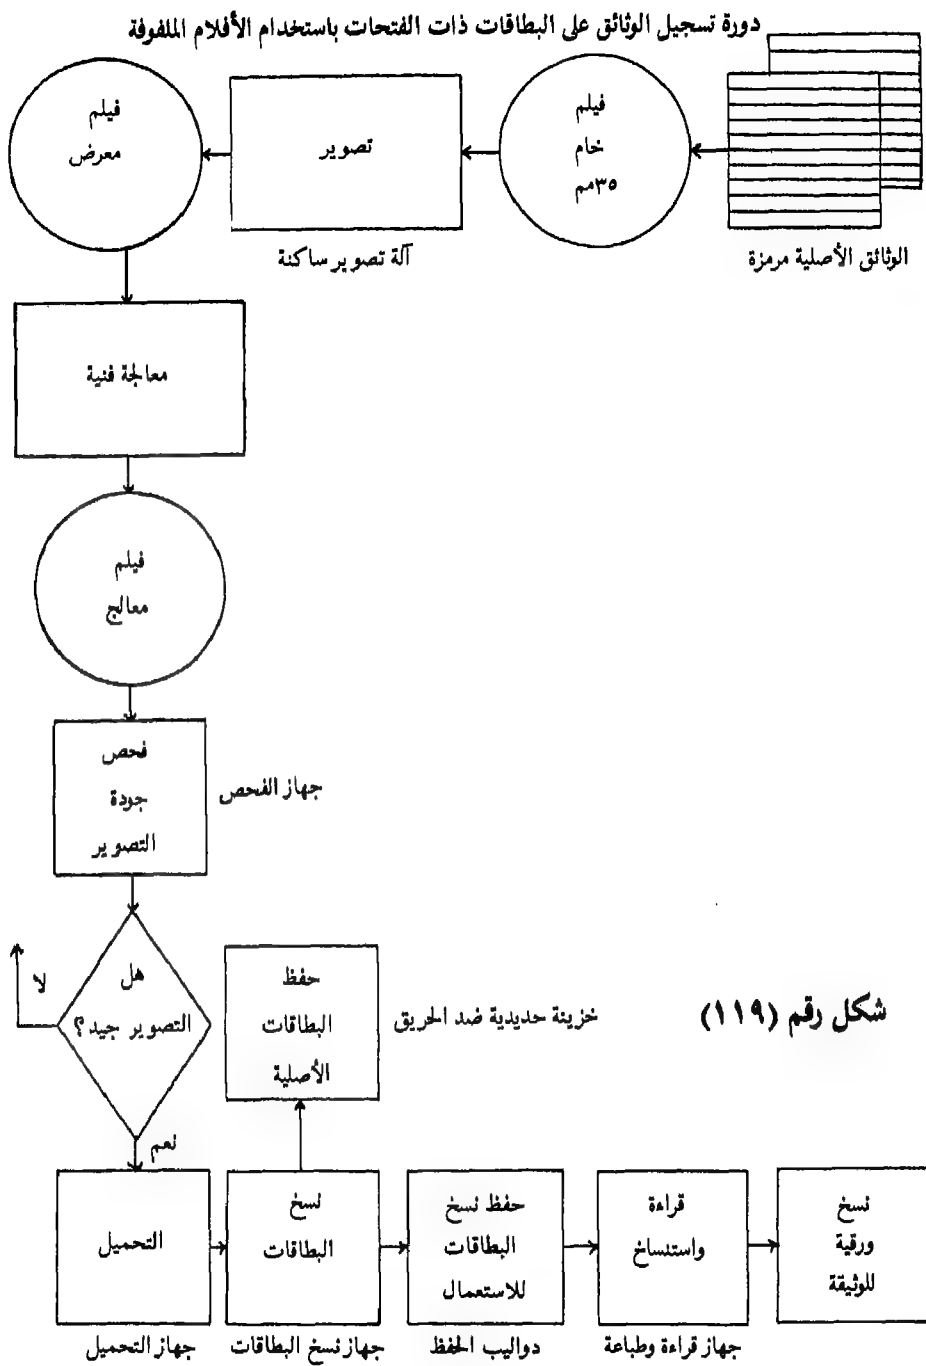 دورة تسجيل الوثائق على البطاقات ذات الفتحات باستخدام الأفلام الملفوفة
الوثائق الأصلية مرمزة
فيلم
خام
٣٥مم
تصوير
آلة تصوير ساكنة
فيلم
معرض
معالجة فنية
فيلم
معالج
فحص
جودة
التصوير
جهاز الفحص
هل
التصوير جيد؟
لا
نعم
حفظ
البطاقات
الأصلية
خزينة حديدية ضد الحريق
شكل رقم (١١٩)
التحميل
جهاز التحميل
نسخ
البطاقات
جهاز نسخ البطاقات
حفظ نسخ
البطاقات
للاستعمال
دواليب الحفظ
قراءة
واستنساخ
جهاز قراءة وطباعة
نسخ
ورقية
للوثيقة